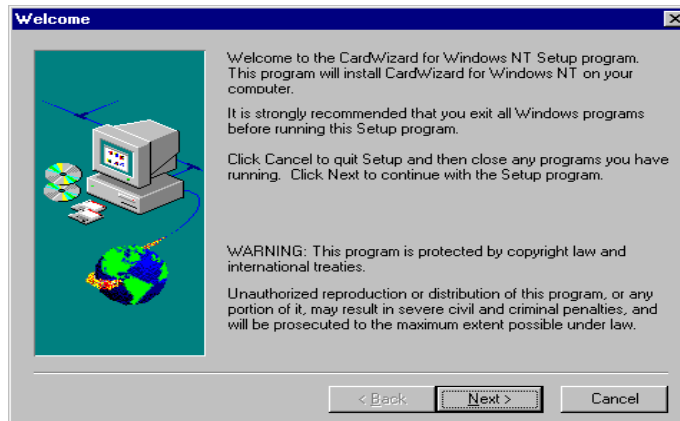 Welcome
Welcome to the CardWizard for Windows NT Setup program.
This program will install CardWizard for Windows NT on your
computer.
It is strongly recommended that you exit all Windows programs
before running this Setup program.
Click Cancel to quit Setup and then close any programs you have
running. Click Next to continue with the Setup program.
WARNING: This program is protected by copyright law and
international treaties.
Unauthorized reproduction or distribution of this program, or any
portion of it, may result in severe civil and criminal penalties, and
will be prosecuted to the maximum extent possible under law.
< Back Next > Cancel